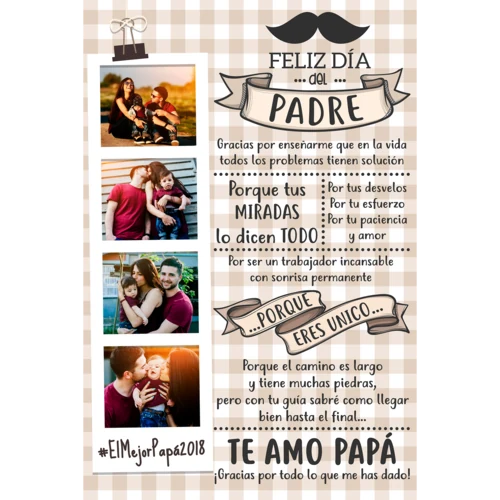 FELIZ DÍA
del
PADRE
Gracias por enseñarme que en la vida
todos los problemas tienen solución
Porque tus
MIRADAS
lo dicen TODO
Por tus desvelos
Por tu esfuerzo
Por tu paciencia
y amor
Por ser un trabajador incansable
con sonrisa permanente
...PORQUE
ERES UNICO...
Porque el camino es largo
y tiene muchas piedras,
pero con tu guía sabré como llegar
bien hasta el final...
TE AMO PAPÁ
¡Gracias por todo lo que me has dado!
#ElMejorPapá2018